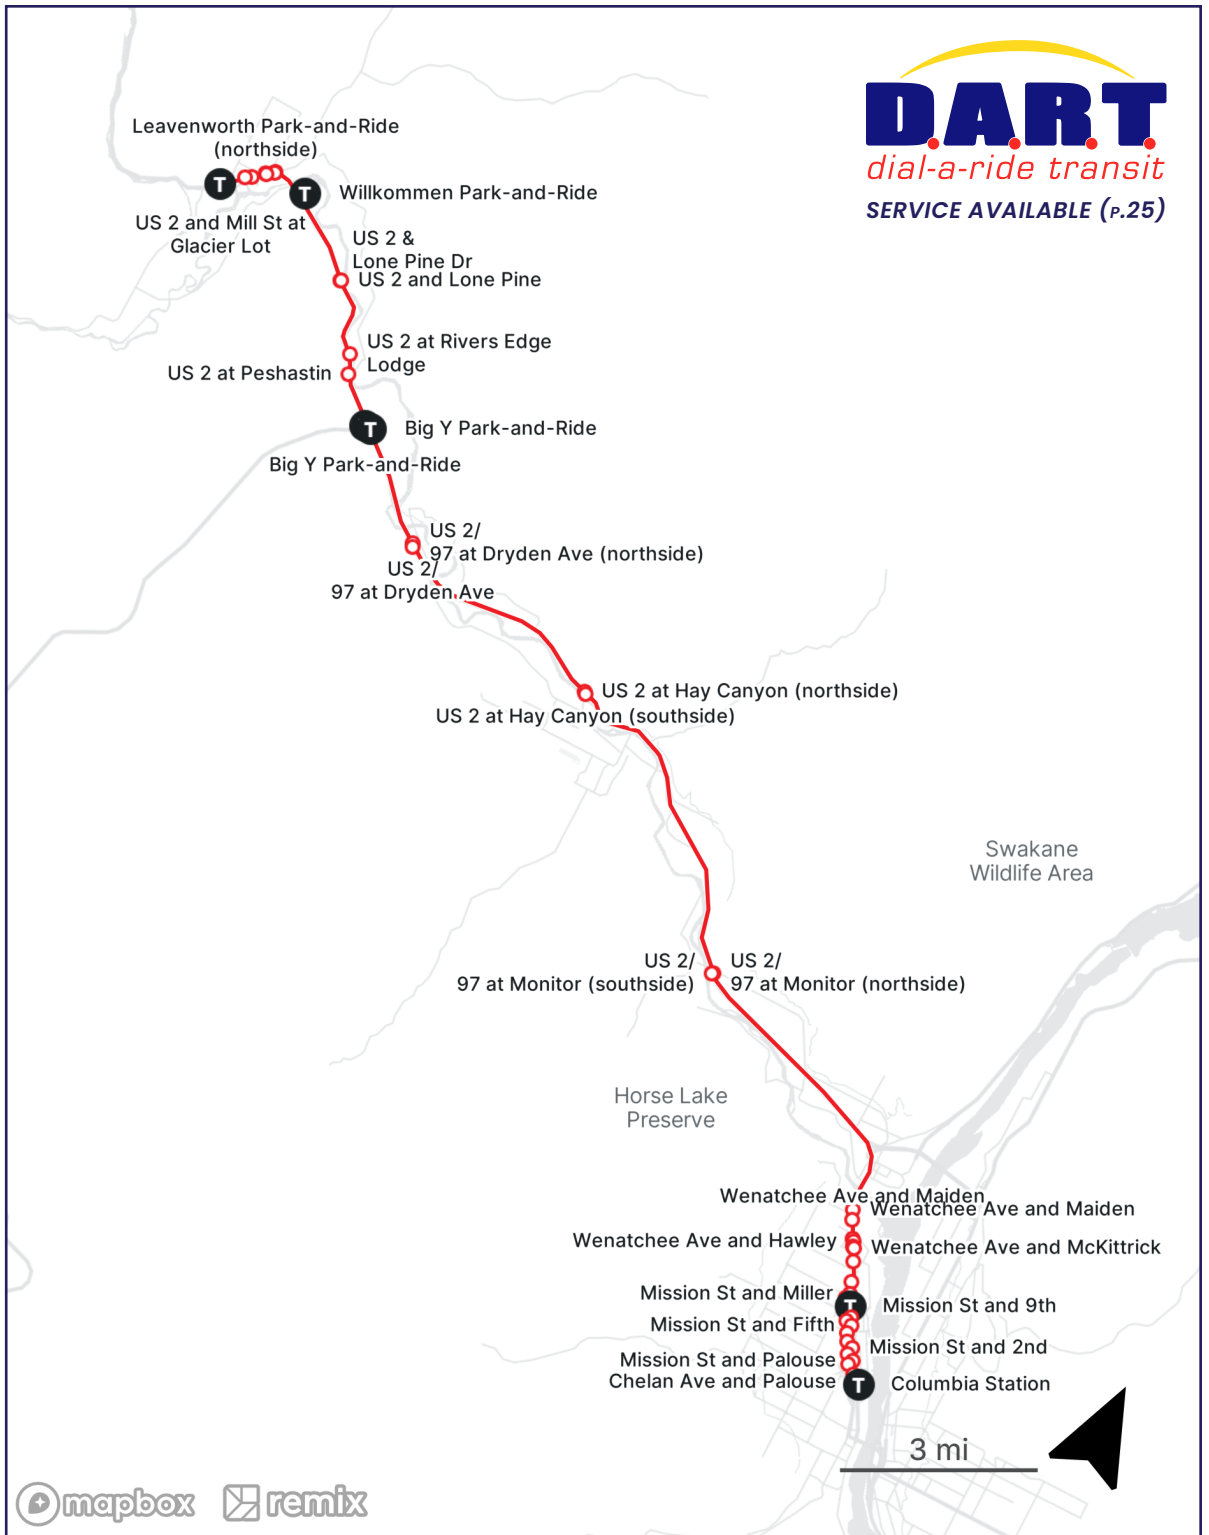 D.A.R.T.
dial-a-ride transit
SERVICE AVAILABLE (P.25)
Leavenworth Park-and-Ride
(northside)
T
T
Willkommen Park-and-Ride
US 2 and Mill St at
Glacier Lot
US 2 &
Lone Pine Dr
US 2 and Lone Pine
US 2 at Rivers Edge
Lodge
US 2 at Peshastin
T
Big Y Park-and-Ride
Big Y Park-and-Ride
US 2/
97 at Dryden Ave (northside)
US 2/
97 at Dryden Ave
US 2 at Hay Canyon (northside)
US 2 at Hay Canyon (southside)
Swakane
Wildlife Area
US 2/
97 at Monitor (southside)
US 2/
97 at Monitor (northside)
Horse Lake
Preserve
Wenatchee Ave and Maiden
Wenatchee Ave and Maiden
Wenatchee Ave and Hawley
Wenatchee Ave and McKittrick
Mission St and Miller
T
Mission St and 9th
Mission St and Fifth
Mission St and 2nd
Mission St and Palouse
Chelan Ave and Palouse
T
Columbia Station
3 mi
mapbox
remix